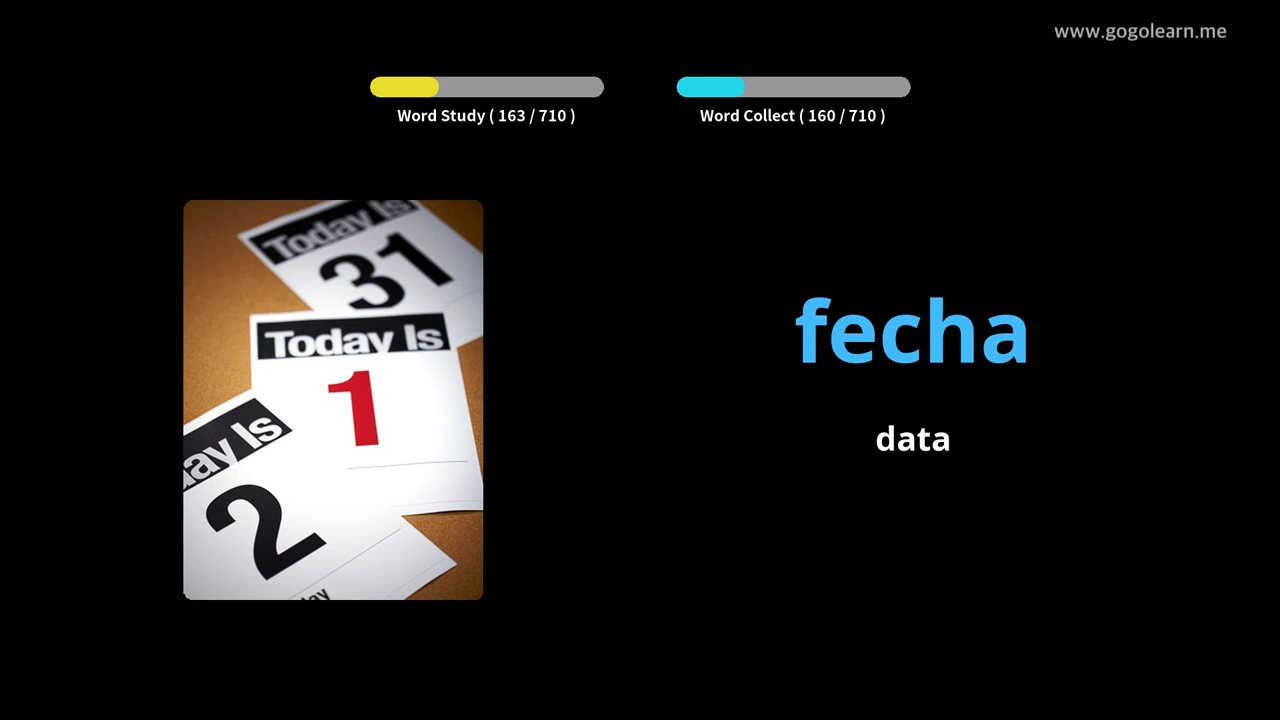 www.gogolearn.me
Word Study ( 163 / 710 )
Word Collect ( 160 / 710 )
Today Is
31
Today Is
1
day Is
2
fecha
data